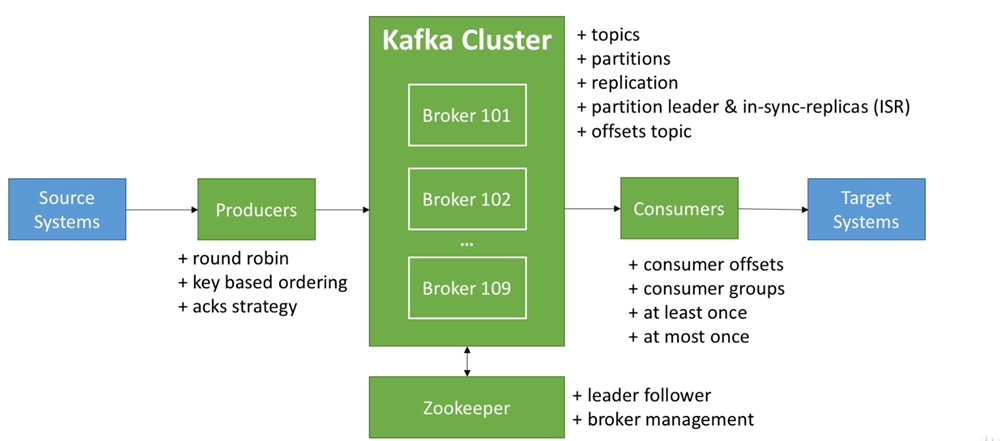 Kafka Cluster
Broker 101
Broker 102
...
Broker 109
+ topics
+ partitions
+ replication
+ partition leader & in-sync-replicas (ISR)
+ offsets topic
Source
Systems
Producers
+ round robin
+ key based ordering
+ acks strategy
Consumers
+ consumer offsets
+ consumer groups
+ at least once
+ at most once
Target
Systems
Zookeeper
+ leader follower
+ broker management